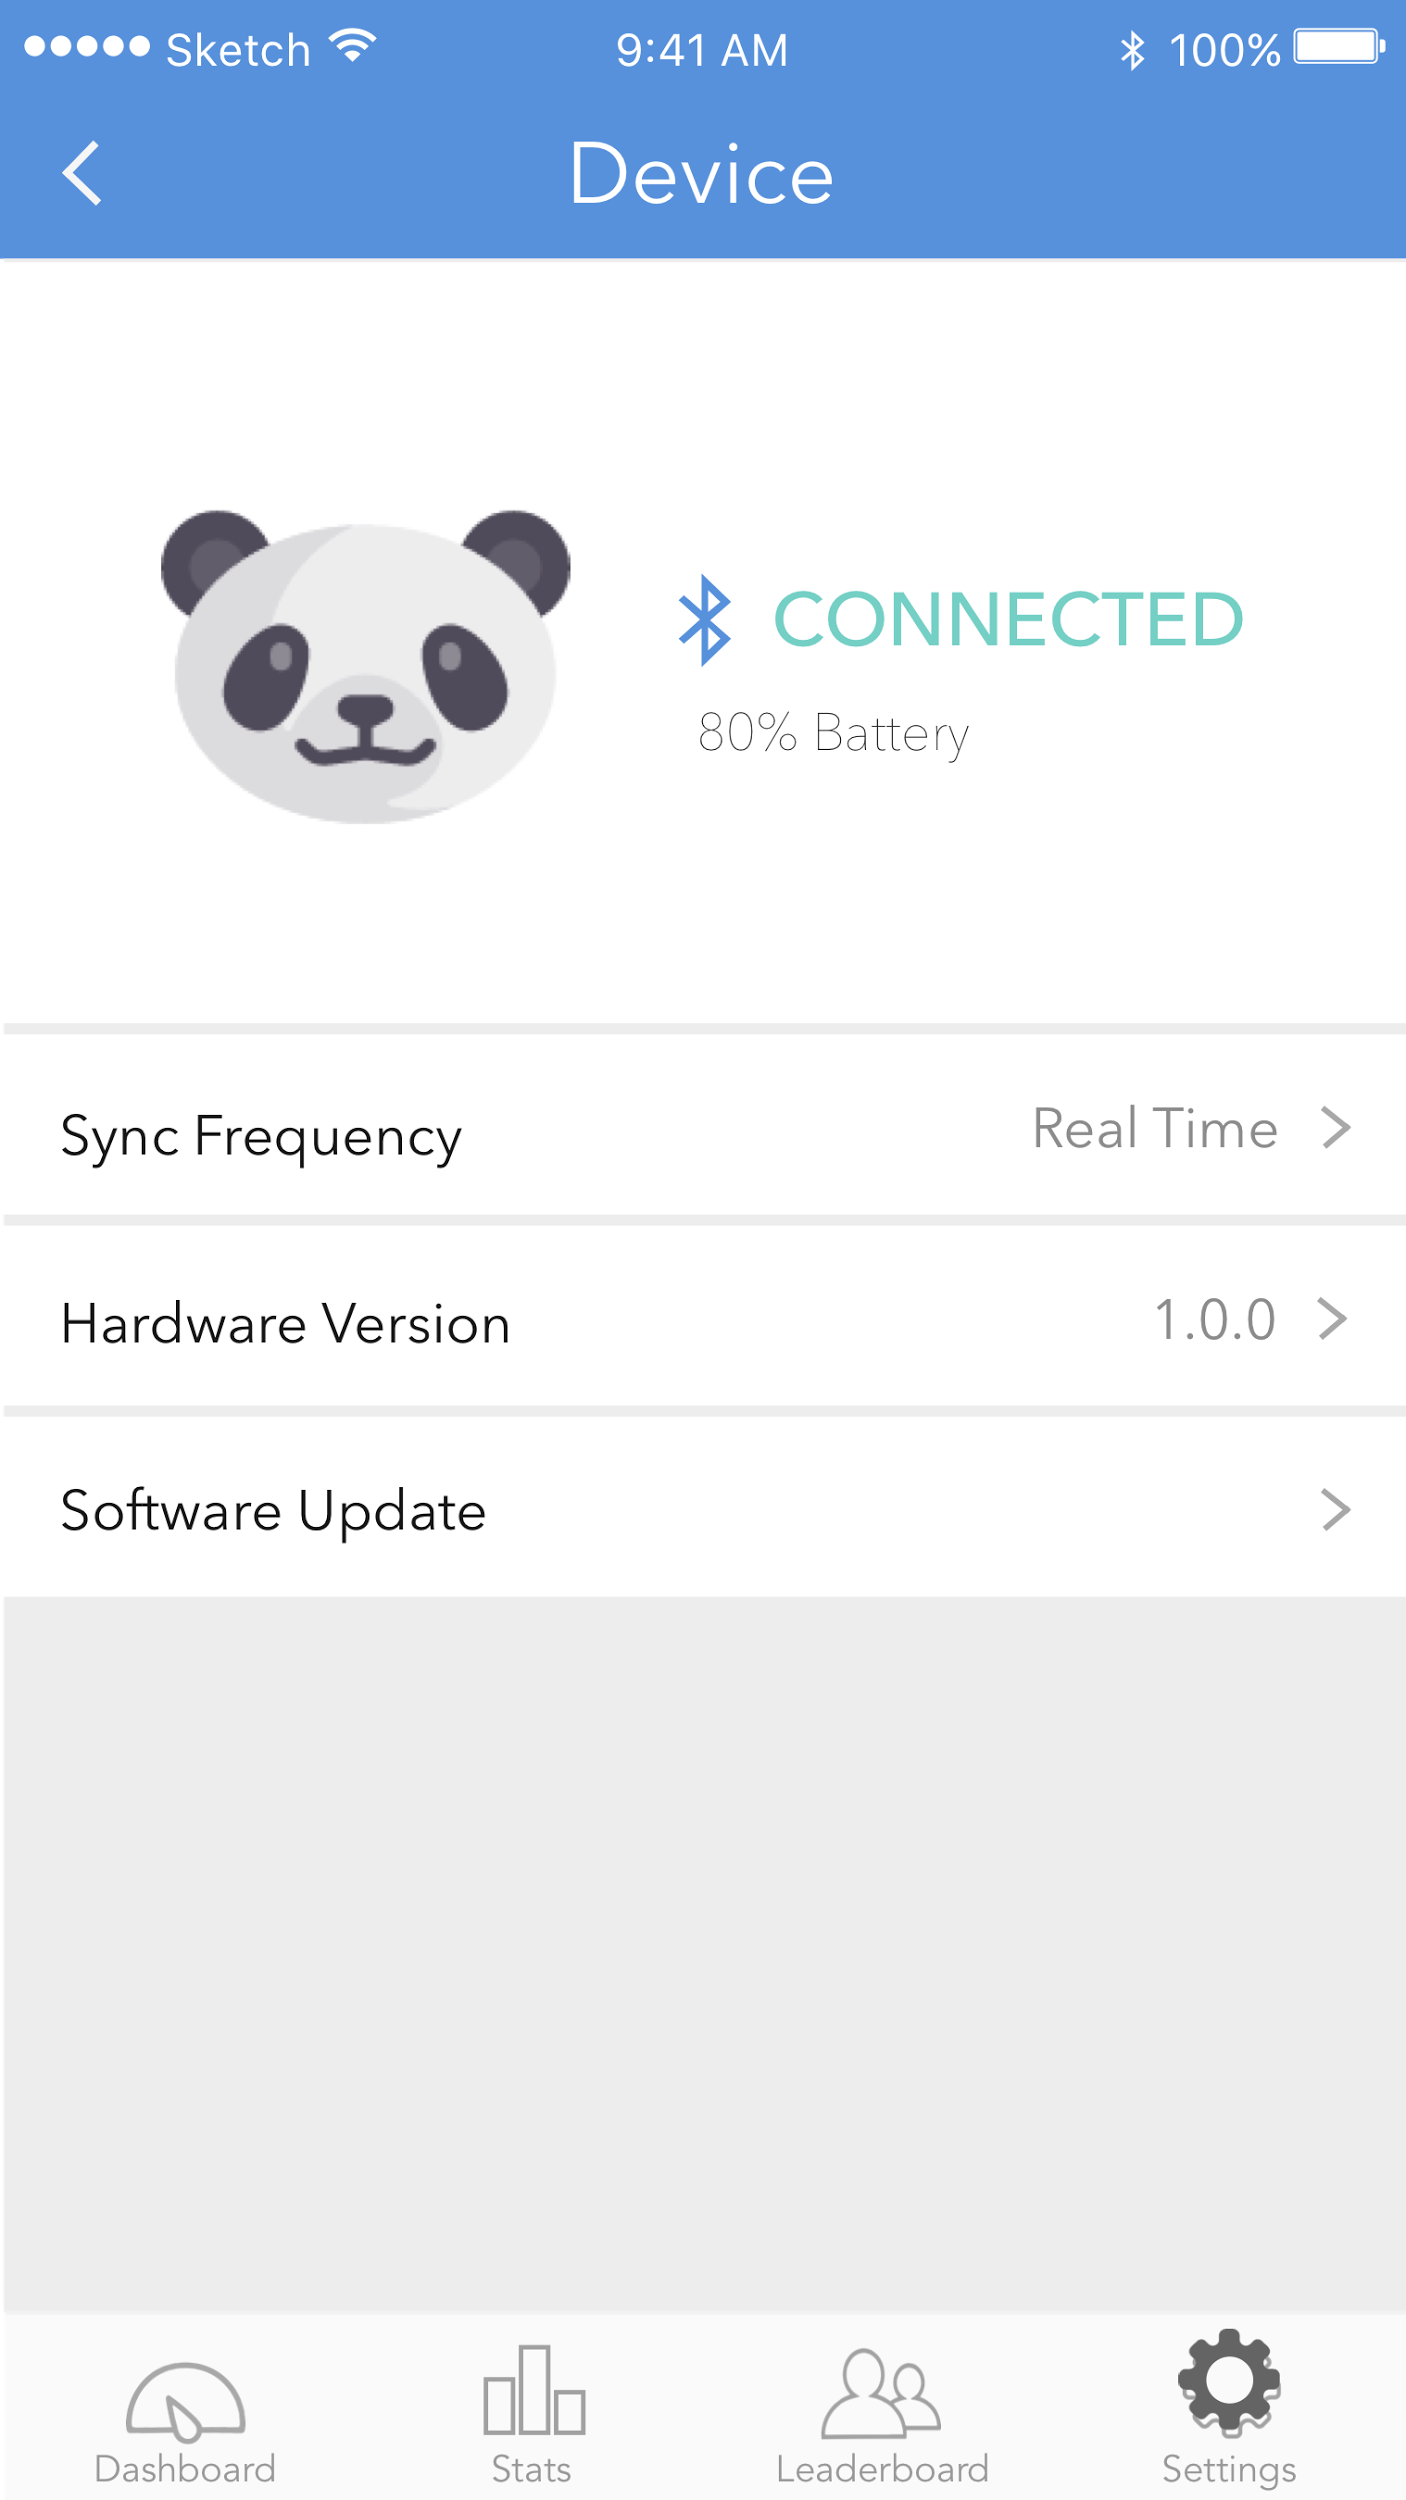 Sketch 9:41 AM 100%
Device
CONNECTED
80% Battery
Sync Frequency Real Time
Hardware Version 1.0.0
Software Update
Dashboard Stats Leaderboard Settings